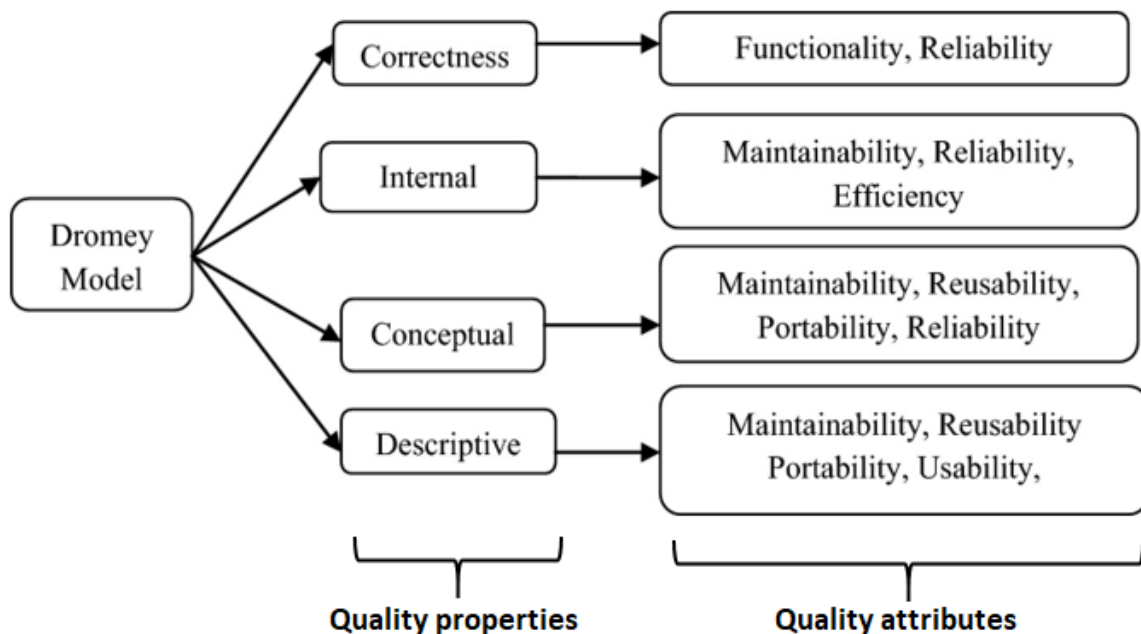 Correctness
Functionality, Reliability
Internal
Maintainability, Reliability,
Efficiency
Dromey
Model
Conceptual
Maintainability, Reusability,
Portability, Reliability
Descriptive
Maintainability, Reusability
Portability, Usability,
Quality properties
Quality attributes